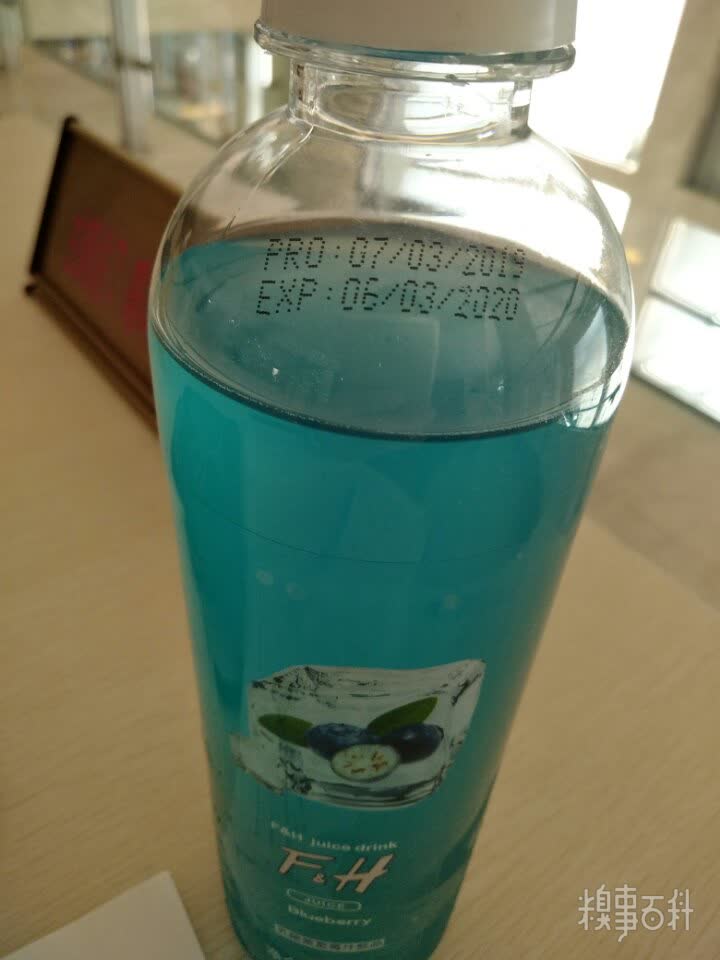 PRO:07/03/2019
EXP:06/03/2020
F&H juice drink
F&H
JUICE
Blueberry
糗事百科